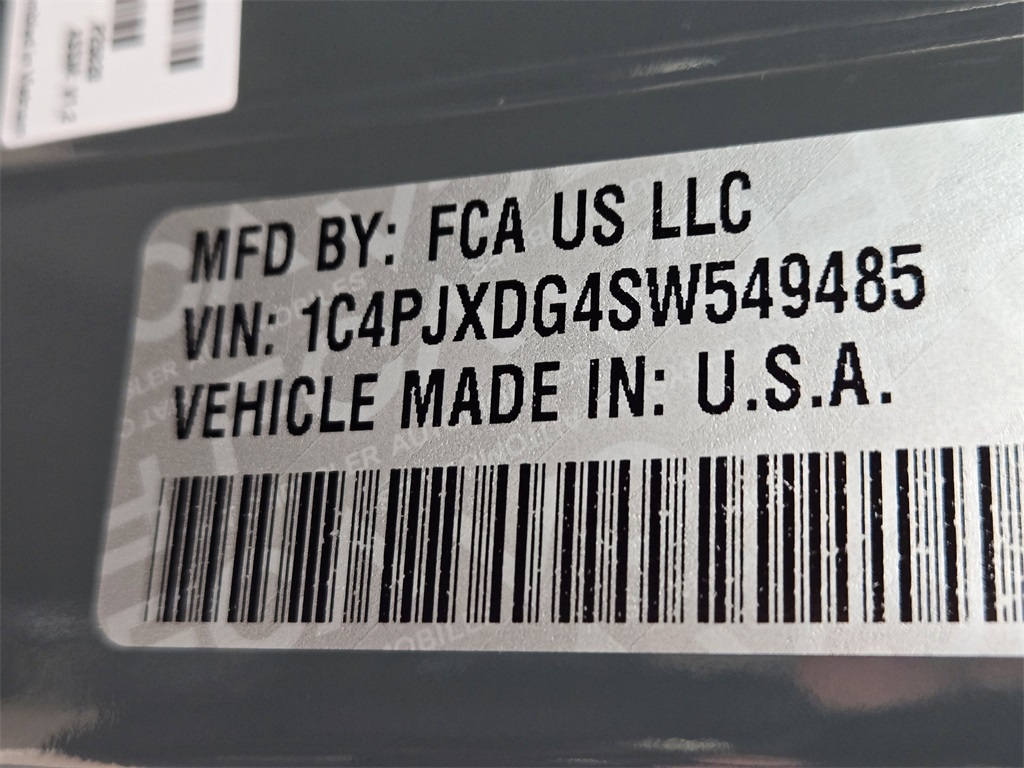 MFD BY: FCA US LLC
VIN: 1C4PJXDG4SW549485
VEHICLE MADE IN: U.S.A.